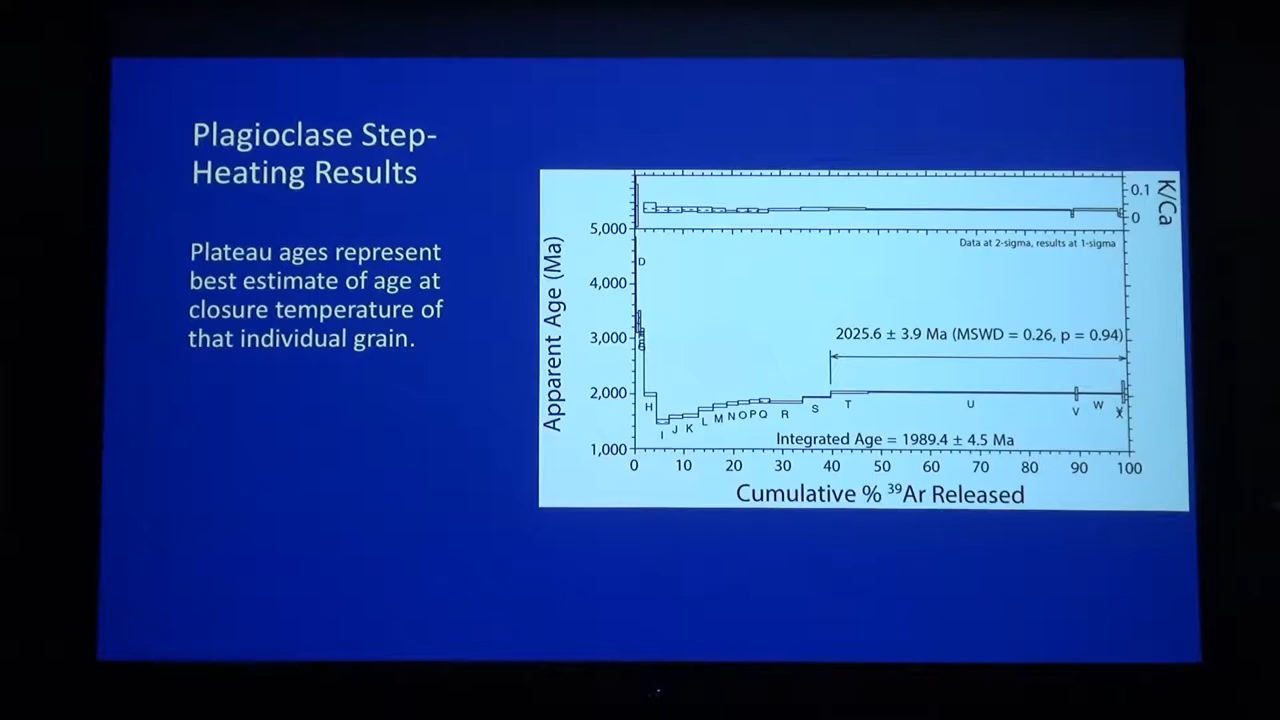 Plagioclase Step-
Heating Results
Plateau ages represent
best estimate of age at
closure temperature of
that individual grain.
0.1
0
K/Ca
Data at 2-sigma, results at 1-sigma
5,000
4,000
3,000
2,000
1,000
Apparent Age (Ma)
D
2025.6 ± 3.9 Ma (MSWD = 0.26, p = 0.94)
H I J K L M N O P Q R S T U V W
Integrated Age = 1989.4 ± 4.5 Ma
0 10 20 30 40 50 60 70 80 90 100
Cumulative % ³⁹Ar Released